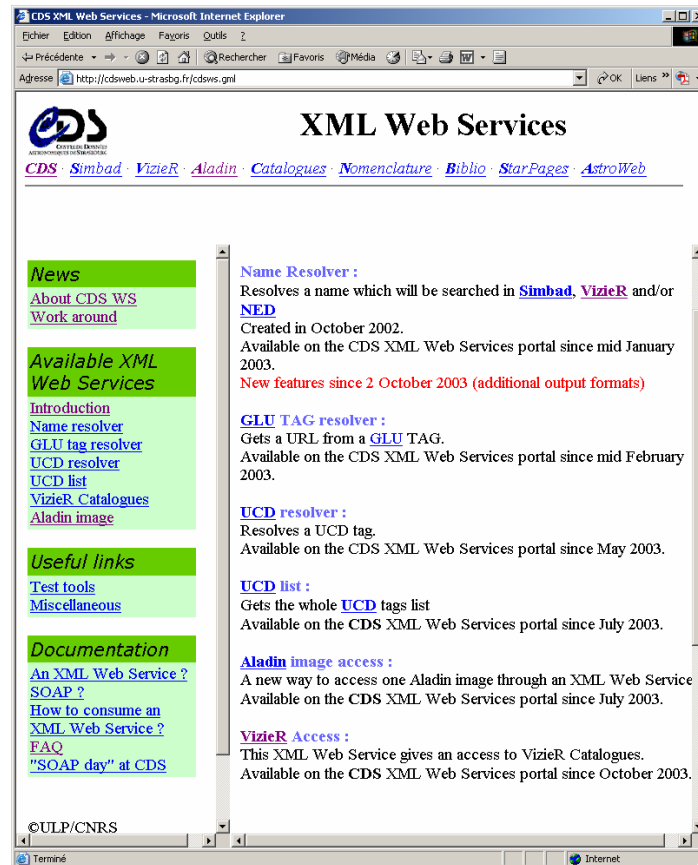 CDS XML Web Services - Microsoft Internet Explorer
Fichier Edition Affichage Favoris Outils ?
Précédente Rechercher Favoris Média
Adresse http://cdsweb.u-strasbg.fr/cdsws.gml OK Liens »
CDS
CENTRE DE DONNÉES
ASTRONOMIQUES DE STRASBOURG
XML Web Services
CDS · Simbad · VizieR · Aladin · Catalogues · Nomenclature · Biblio · StarPages · AstroWeb
News
About CDS WS
Work around
Available XML
Web Services
Introduction
Name resolver
GLU tag resolver
UCD resolver
UCD list
VizieR Catalogues
Aladin image
Useful links
Test tools
Miscellaneous
Documentation
An XML Web Service ?
SOAP ?
How to consume an
XML Web Service ?
FAQ
"SOAP day" at CDS
©ULP/CNRS
Name Resolver :
Resolves a name which will be searched in Simbad, VizieR and/or
NED
Created in October 2002.
Available on the CDS XML Web Services portal since mid January
2003.
New features since 2 October 2003 (additional output formats)
GLU TAG resolver :
Gets a URL from a GLU TAG.
Available on the CDS XML Web Services portal since mid February
2003.
UCD resolver :
Resolves a UCD tag.
Available on the CDS XML Web Services portal since May 2003.
UCD list :
Gets the whole UCD tags list
Available on the CDS XML Web Services portal since July 2003.
Aladin image access :
A new way to access one Aladin image through an XML Web Service
Available on the CDS XML Web Services portal since July 2003.
VizieR Access :
This XML Web Service gives an access to VizieR Catalogues.
Available on the CDS XML Web Services portal since October 2003.
Terminé Internet